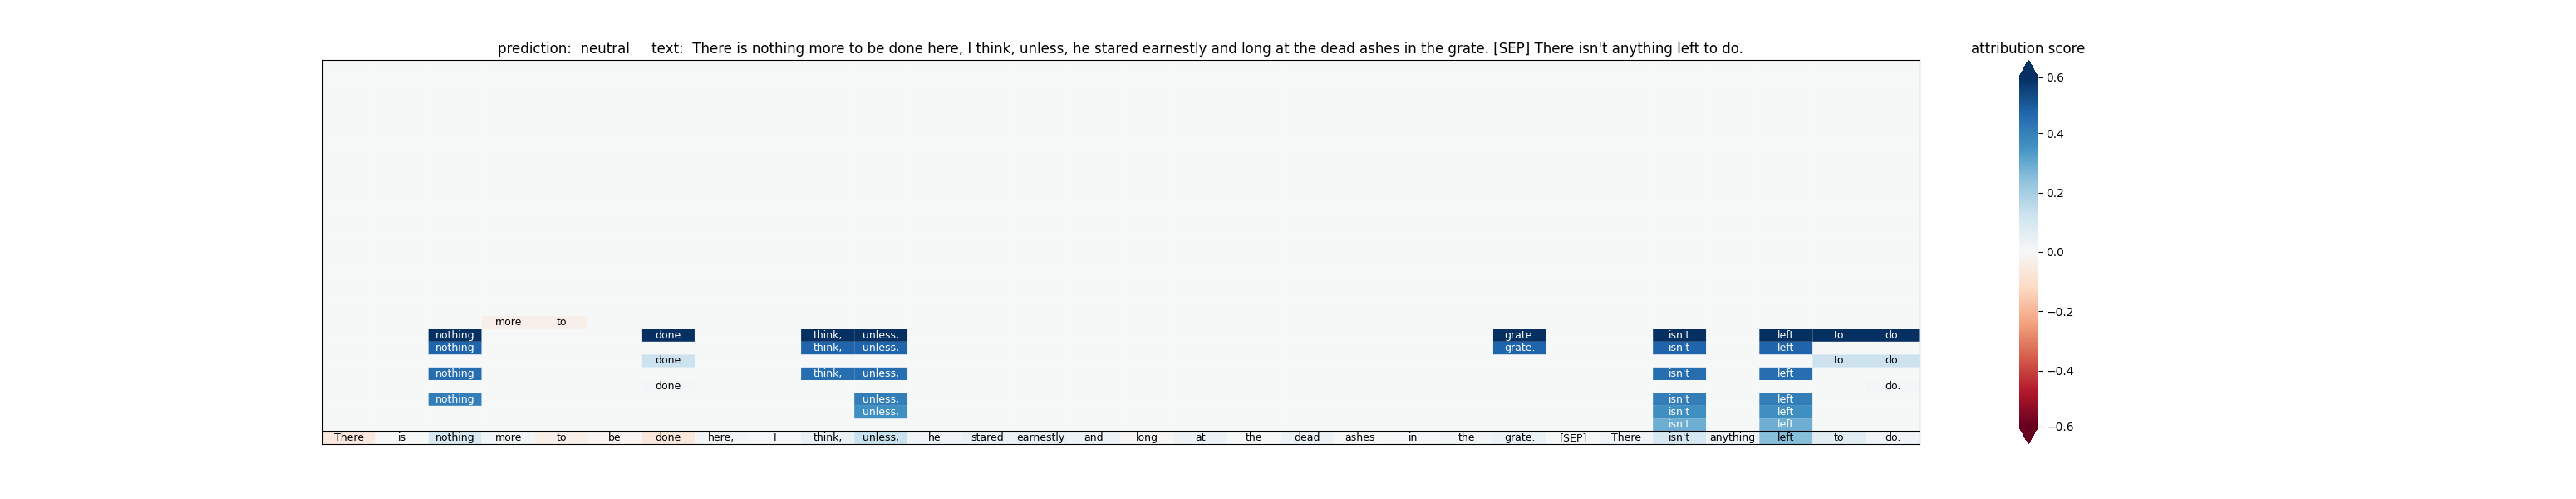 prediction:  neutral     text:  There is nothing more to be done here, I think, unless, he stared earnestly and long at the dead ashes in the grate. [SEP] There isn't anything left to do.
attribution score
0.6
0.4
0.2
0.0
−0.2
−0.4
−0.6
more to
nothing done think, unless, grate. isn't left to do.
nothing think, unless, grate. isn't left
done to do.
nothing think, unless, isn't left
done do.
nothing unless, isn't left
unless, isn't left
isn't left
There is nothing more to be done here, I think, unless, he stared earnestly and long at the dead ashes in the grate. [SEP] There isn't anything left to do.